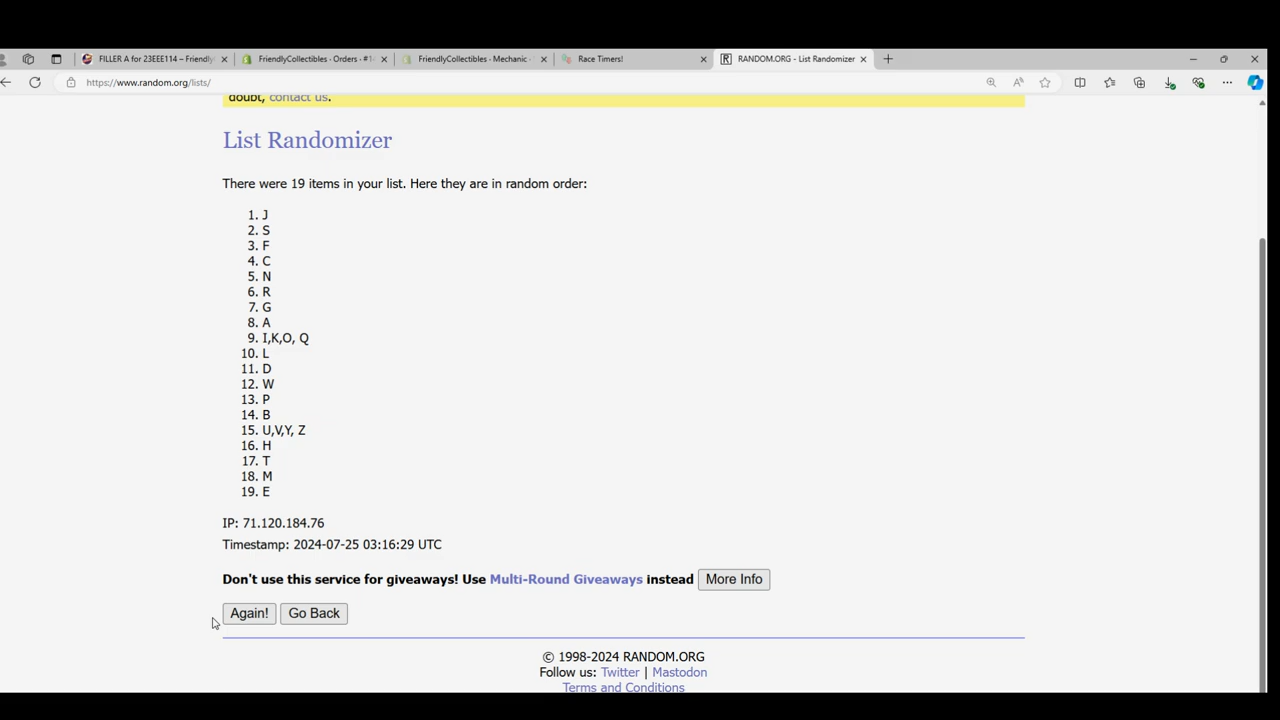 FILLER A for 23EEE114 – Friendly
FriendlyCollectibles · Orders · #1
FriendlyCollectibles · Mechanic ·
Race Timers!
RANDOM.ORG - List Randomizer
https://www.random.org/lists/
doubt, contact us.
List Randomizer
There were 19 items in your list. Here they are in random order:
1. J
2. S
3. F
4. C
5. N
6. R
7. G
8. A
9. I,K,O, Q
10. L
11. D
12. W
13. P
14. B
15. U,V,Y, Z
16. H
17. T
18. M
19. E
IP: 71.120.184.76
Timestamp: 2024-07-25 03:16:29 UTC
Don't use this service for giveaways! Use Multi-Round Giveaways instead More Info
Again! Go Back
© 1998-2024 RANDOM.ORG
Follow us: Twitter | Mastodon
Terms and Conditions